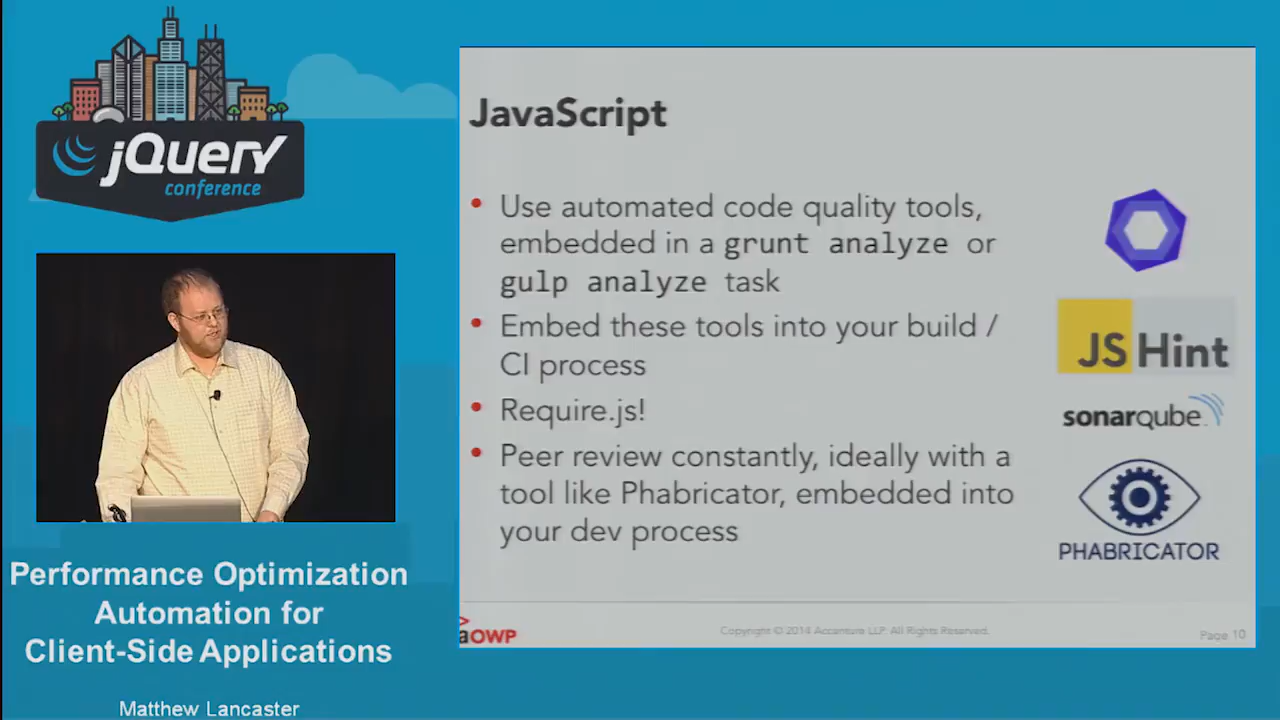 jQuery
conference
Performance Optimization
Automation for
Client-Side Applications
Matthew Lancaster
JavaScript
• Use automated code quality tools,
embedded in a grunt analyze or
gulp analyze task
• Embed these tools into your build /
CI process
• Require.js!
• Peer review constantly, ideally with a
tool like Phabricator, embedded into
your dev process
JSHint
sonarqube
PHABRICATOR
aOWP
Copyright © 2014 Accenture LLP. All Rights Reserved.
Page 10